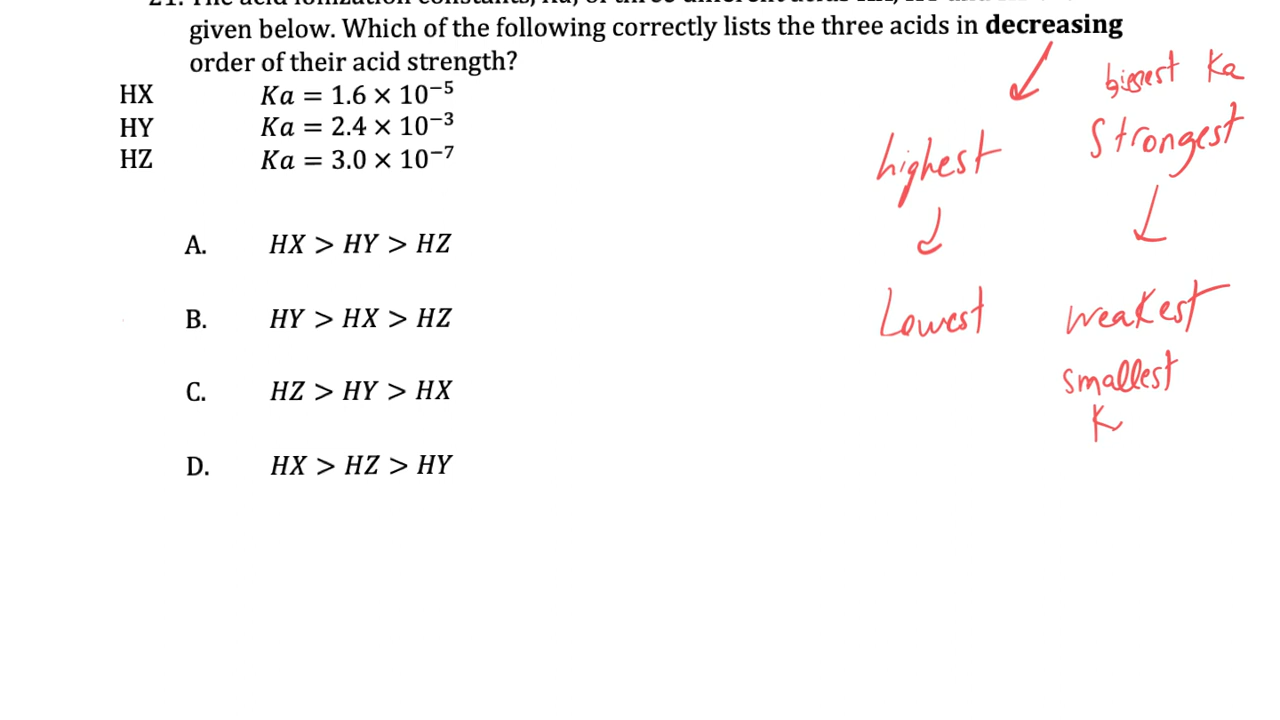 given below. Which of the following correctly lists the three acids in decreasing
order of their acid strength?
HX Ka = 1.6 × 10⁻⁵
HY Ka = 2.4 × 10⁻³
HZ Ka = 3.0 × 10⁻⁷
A. HX > HY > HZ
B. HY > HX > HZ
C. HZ > HY > HX
D. HX > HZ > HY
highest
Lowest
biggest Ka
Strongest
weakest
smallest
K